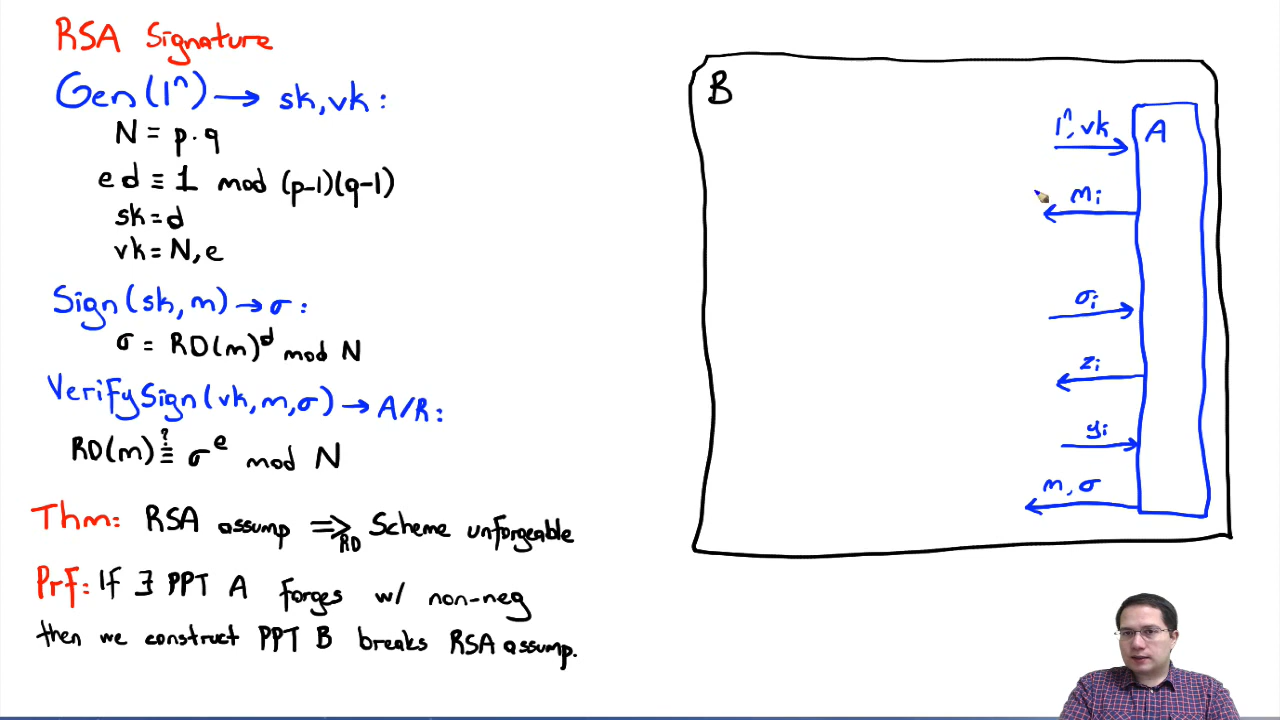 RSA Signature
Gen(1ⁿ) → sk, vk :
N = p·q
e d ≡ 1 mod (p-1)(q-1)
sk = d
vk = N, e
Sign(sk, m) → σ :
σ = RO(m)ᵈ mod N
VerifySign(vk, m, σ) → A/R :
RO(m) ≟ σᵉ mod N
Thm: RSA assump ⇒RO Scheme unforgeable
Prf: If ∃ PPT A forges w/ non-neg
then we construct PPT B breaks RSA assump.
B
1ⁿ, vk
A
mᵢ
σᵢ
zᵢ
yᵢ
m, σ